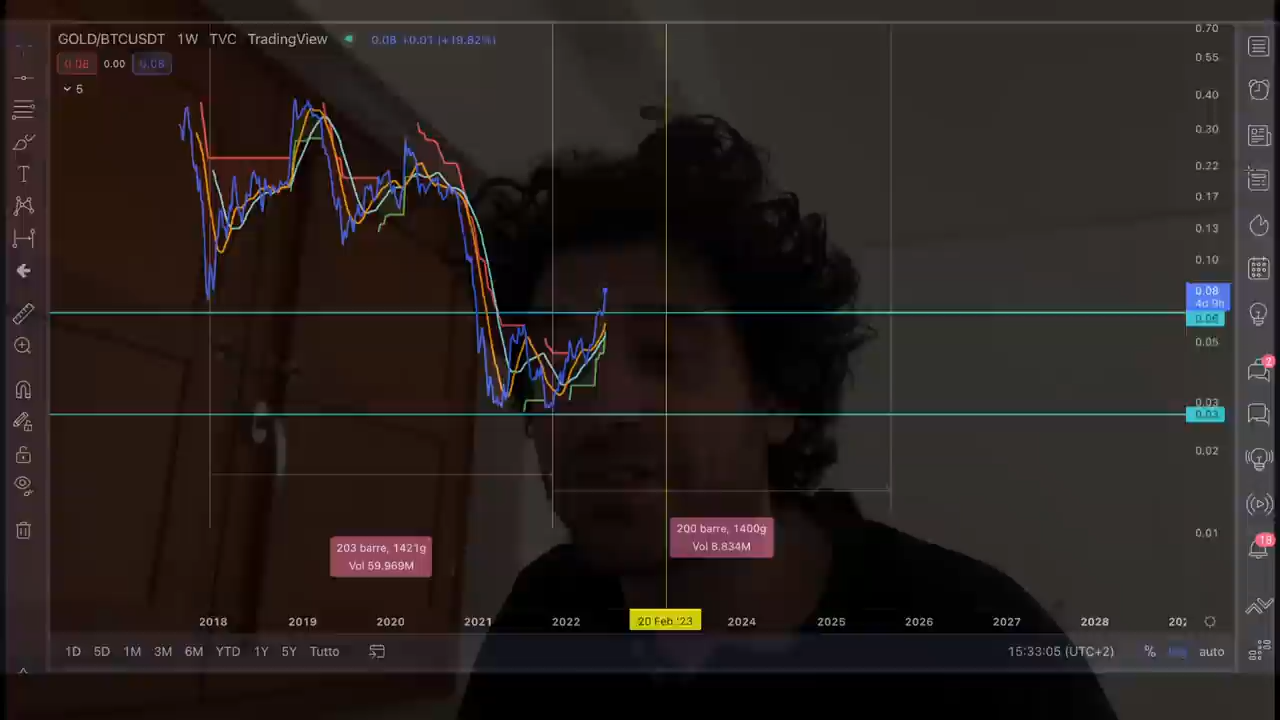 GOLD/BTCUSDT 1W TVC TradingView 0.08 +0.01 (+19.82%)
0.08 0.00 0.08
5
0.70
0.55
0.40
0.30
0.22
0.17
0.13
0.10
0.08
4d 9h
0.06
0.05
0.03
0.03
0.02
0.01
2
18
200 barre, 1400g
Vol 8.834M
203 barre, 1421g
Vol 59.969M
2018 2019 2020 2021 2022 20 Feb '23 2024 2025 2026 2027 2028
1D 5D 1M 3M 6M YTD 1Y 5Y Tutto 15:33:05 (UTC+2) % auto